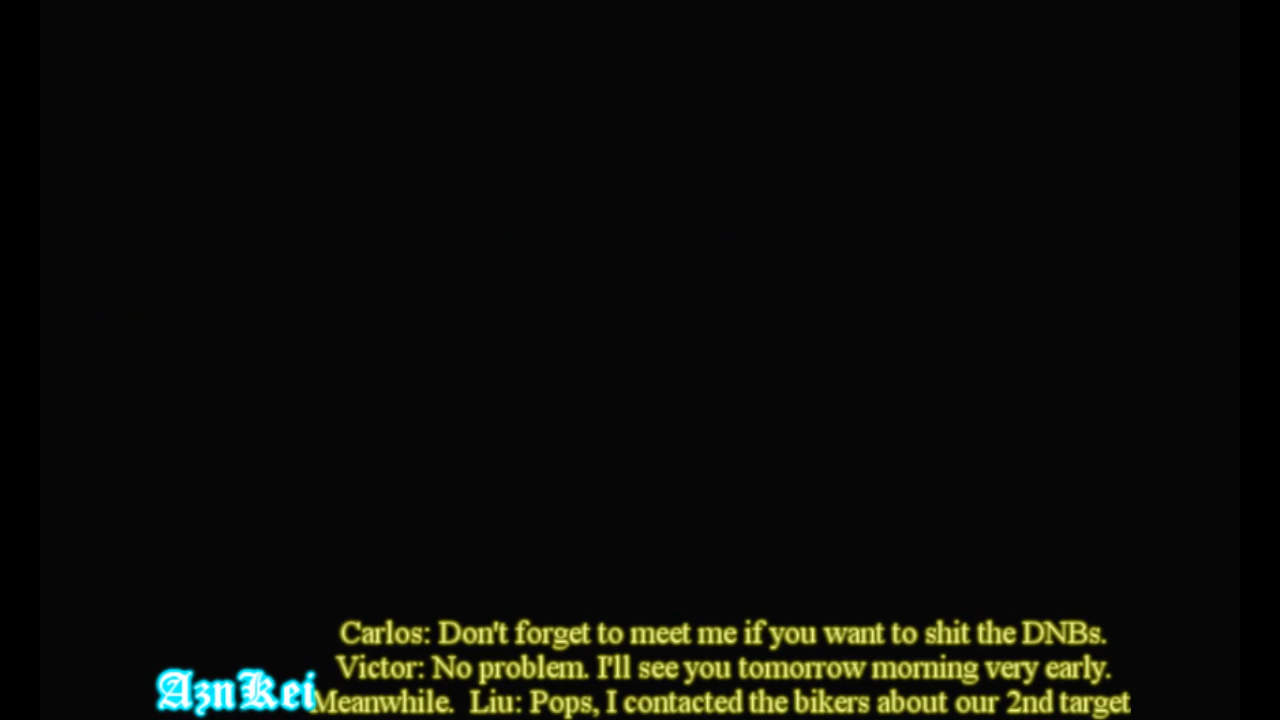 Carlos: Don't forget to meet me if you want to shit the DNBs.
Victor: No problem. I'll see you tomorrow morning very early.
AznKei
Meanwhile.  Liu: Pops, I contacted the bikers about our 2nd target